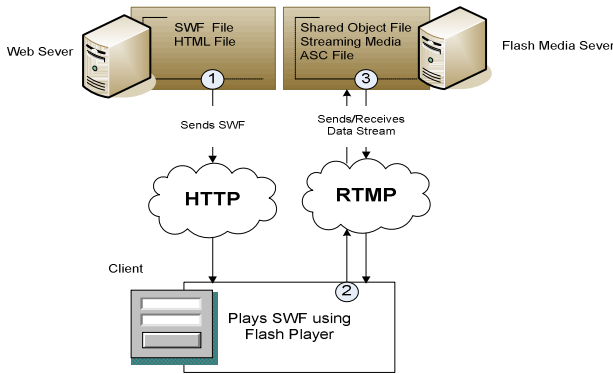 Web Sever
SWF File
HTML File
1
Shared Object File
Streaming Media
ASC File
3
Flash Media Sever
Sends SWF
Sends/Receives
Data Stream
HTTP
RTMP
Client
2
Plays SWF using
Flash Player